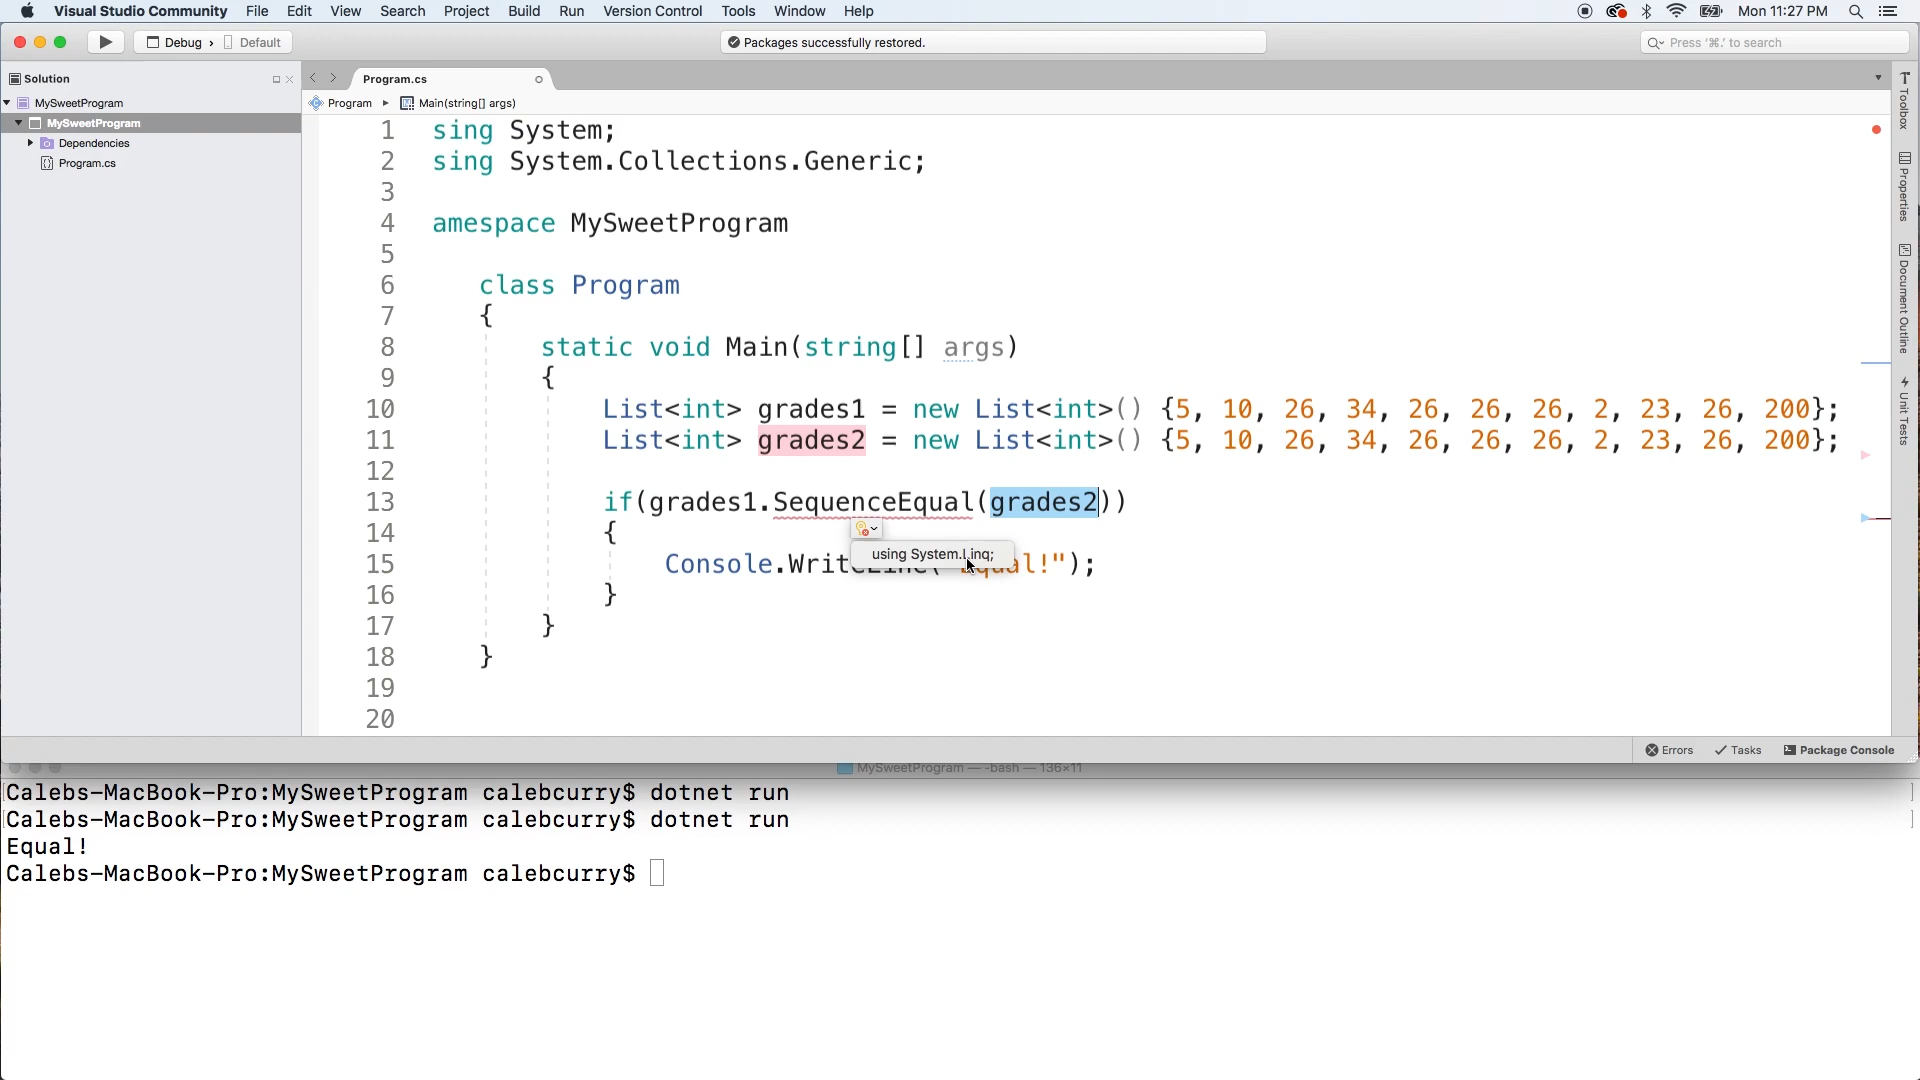 Visual Studio Community File Edit View Search Project Build Run Version Control Tools Window Help Mon 11:27 PM
Debug › Default
Packages successfully restored.
Press '⌘.' to search
Solution
MySweetProgram
MySweetProgram
Dependencies
Program.cs
Program.cs
Program ▸ Main(string[] args)
1 sing System;
2 sing System.Collections.Generic;
3
4 amespace MySweetProgram
5
6 class Program
7 {
8 static void Main(string[] args)
9 {
10 List<int> grades1 = new List<int>() {5, 10, 26, 34, 26, 26, 26, 2, 23, 26, 200};
11 List<int> grades2 = new List<int>() {5, 10, 26, 34, 26, 26, 26, 2, 23, 26, 200};
12
13 if(grades1.SequenceEqual(grades2))
14 {
using System.Linq;
15 Console.WriteLine("Equal!");
16 }
17 }
18 }
19
20
Toolbox
Properties
Document Outline
Unit Tests
Errors Tasks Package Console
MySweetProgram — -bash — 136×11
Calebs-MacBook-Pro:MySweetProgram calebcurry$ dotnet run
Calebs-MacBook-Pro:MySweetProgram calebcurry$ dotnet run
Equal!
Calebs-MacBook-Pro:MySweetProgram calebcurry$